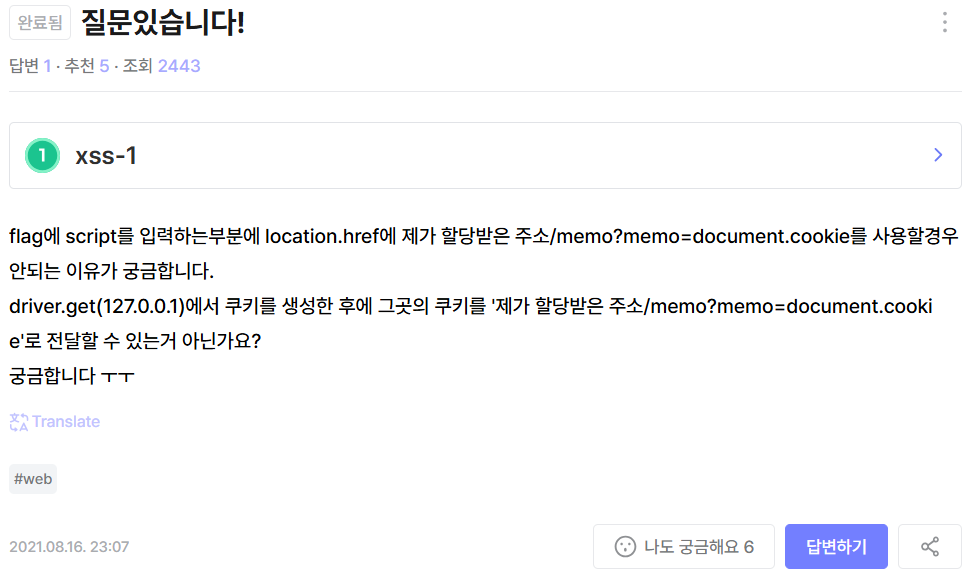 완료됨 질문있습니다!
답변 1 · 추천 5 · 조회 2443
1 xss-1
flag에 script를 입력하는부분에 location.href에 제가 할당받은 주소/memo?memo=document.cookie를 사용할경우
안되는 이유가 궁금합니다.
driver.get(127.0.0.1)에서 쿠키를 생성한 후에 그곳의 쿠키를 '제가 할당받은 주소/memo?memo=document.cooki
e'로 전달할 수 있는거 아닌가요?
궁금합니다 ㅜㅜ
Translate
#web
2021.08.16. 23:07 나도 궁금해요 6 답변하기